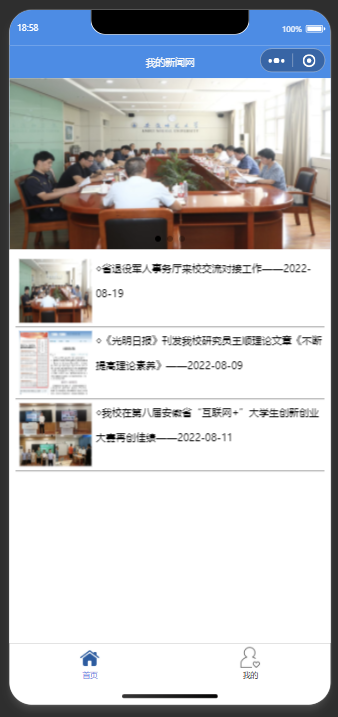 18:58
100%
我的新闻网
◇省退役军人事务厅来校交流对接工作——2022-
08-19
◇《光明日报》刊发我校研究员王顺理论文章《不断
提高理论素养》——2022-08-09
◇我校在第八届安徽省“互联网+”大学生创新创业
大赛再创佳绩——2022-08-11
首页
我的